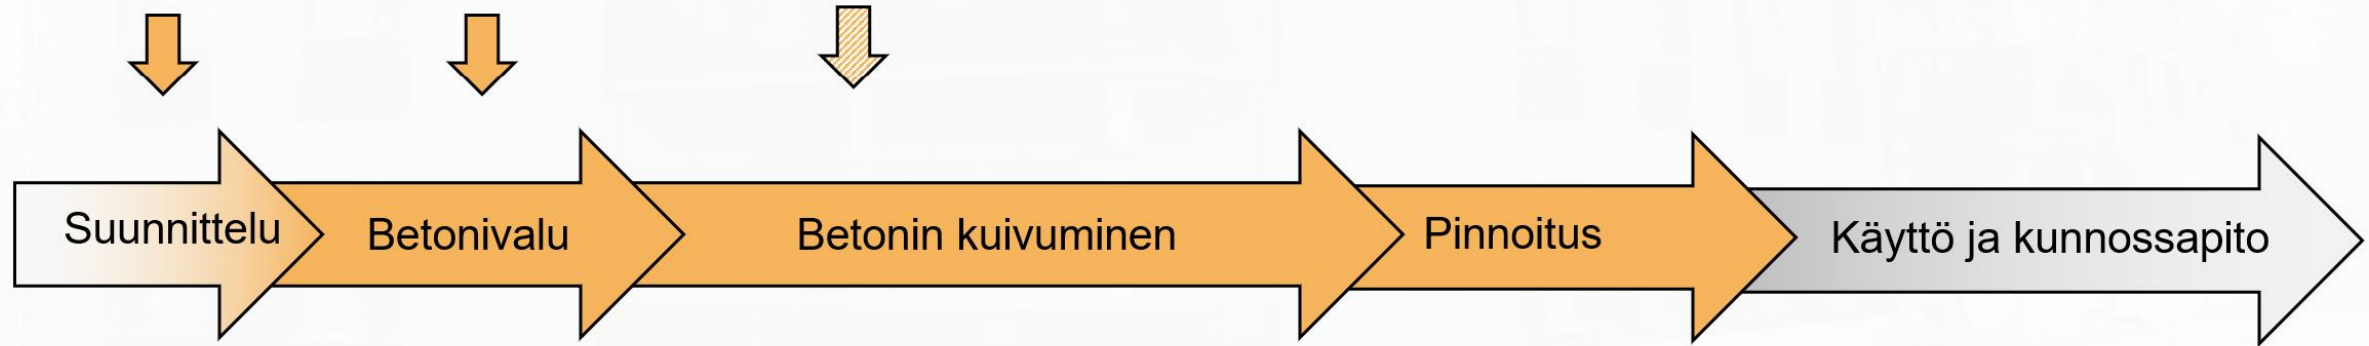 Suunnittelu
Betonivalu
Betonin kuivuminen
Pinnoitus
Käyttö ja kunnossapito